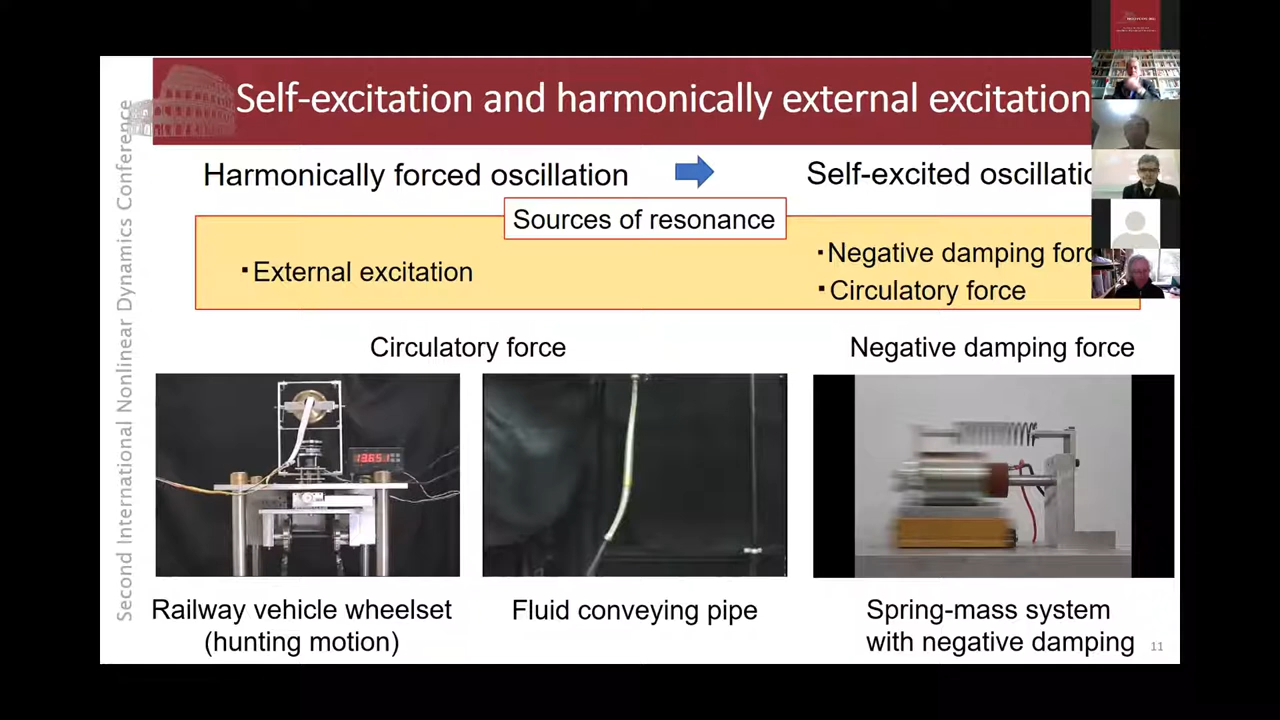 Self-excitation and harmonically external excitation
Harmonically forced oscillation
Self-excited
Sources of resonance
▪External excitation
▪Negative damping
▪Circulatory force
Second International Nonlinear Dynamics Conference
Circulatory force
Negative damping force
Railway vehicle wheelset
(hunting motion)
Fluid conveying pipe
Spring-mass system
with negative damping
11